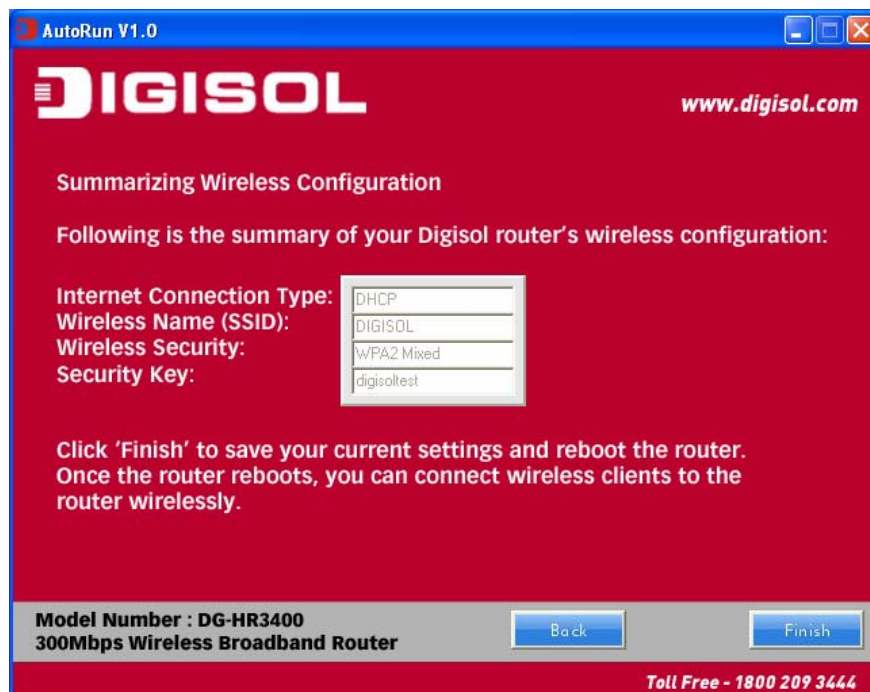 AutoRun V1.0
DIGISOL
www.digisol.com
Summarizing Wireless Configuration
Following is the summary of your Digisol router's wireless configuration:
Internet Connection Type: DHCP
Wireless Name (SSID): DIGISOL
Wireless Security: WPA2 Mixed
Security Key: digisoltest
Click ‘Finish’ to save your current settings and reboot the router.
Once the router reboots, you can connect wireless clients to the
router wirelessly.
Model Number : DG-HR3400
300Mbps Wireless Broadband Router
Back
Finish
Toll Free - 1800 209 3444